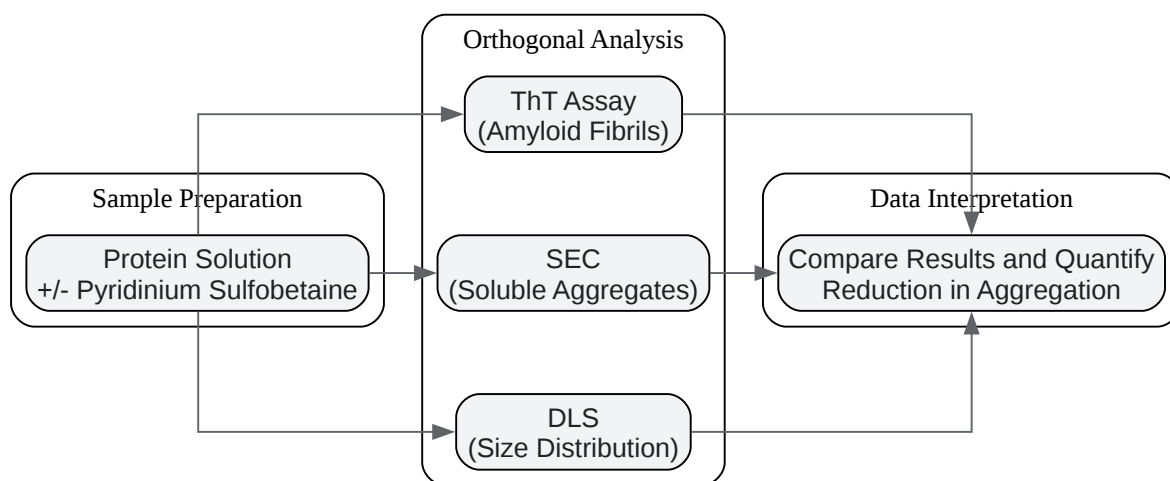 Orthogonal Analysis
ThT Assay
(Amyloid Fibrils)
Sample Preparation
Protein Solution
+/- Pyridinium Sulfobetaine
SEC
(Soluble Aggregates)
DLS
(Size Distribution)
Data Interpretation
Compare Results and Quantify
Reduction in Aggregation